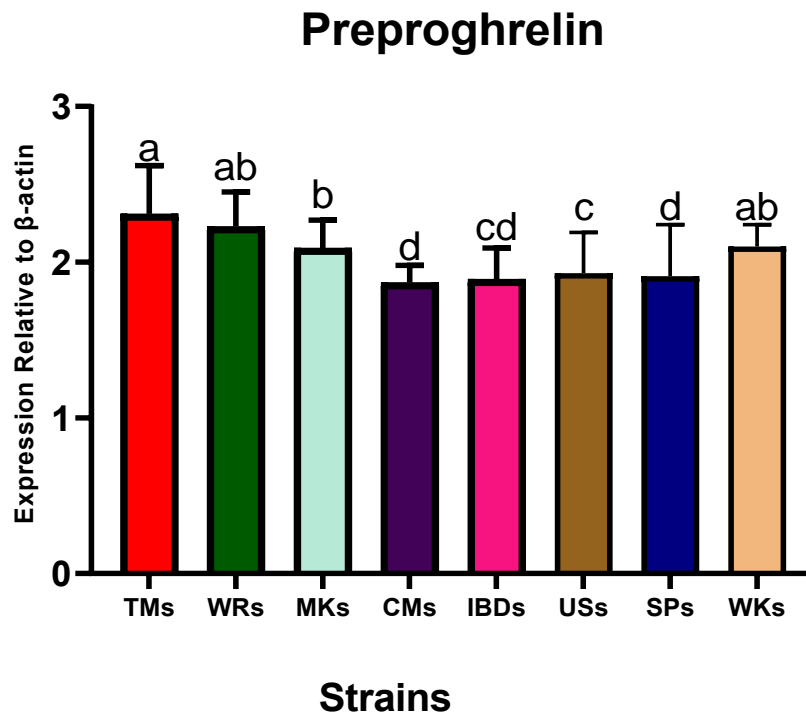 Preproghrelin
Expression Relative to β-actin
3
2
1
0
a
ab
b
d
cd
c
d
ab
TMs WRs MKs CMs IBDs USs SPs WKs
Strains